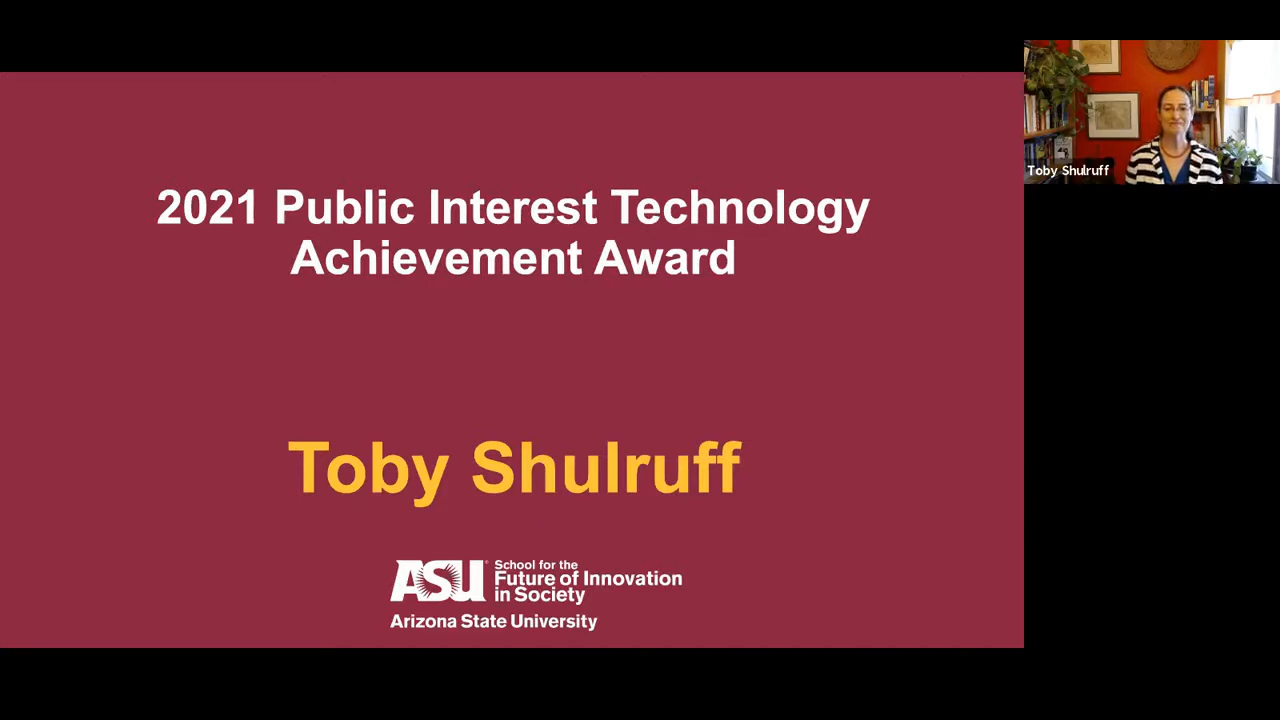 2021 Public Interest Technology
Achievement Award
Toby Shulruff
ASU School for the
Future of Innovation
in Society
Arizona State University
Toby Shulruff